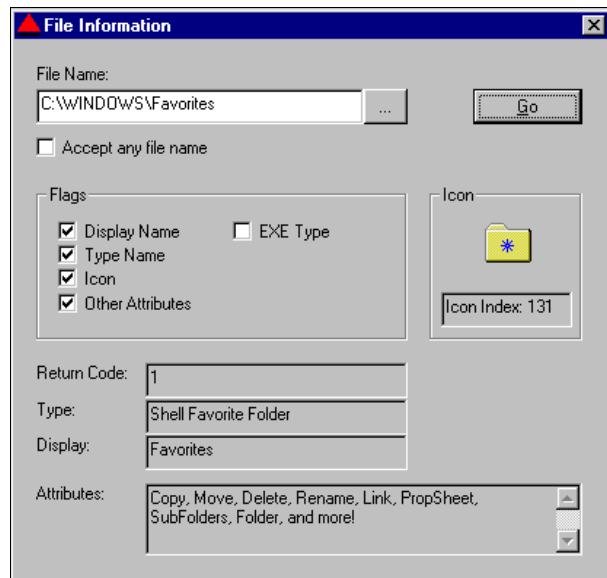 File Information
File Name:
C:\WINDOWS\Favorites
...
Go
Accept any file name
Flags
Display Name
EXE Type
Type Name
Icon
Other Attributes
Icon
Icon Index: 131
Return Code:
1
Type:
Shell Favorite Folder
Display:
Favorites
Attributes:
Copy, Move, Delete, Rename, Link, PropSheet,
SubFolders, Folder, and more!